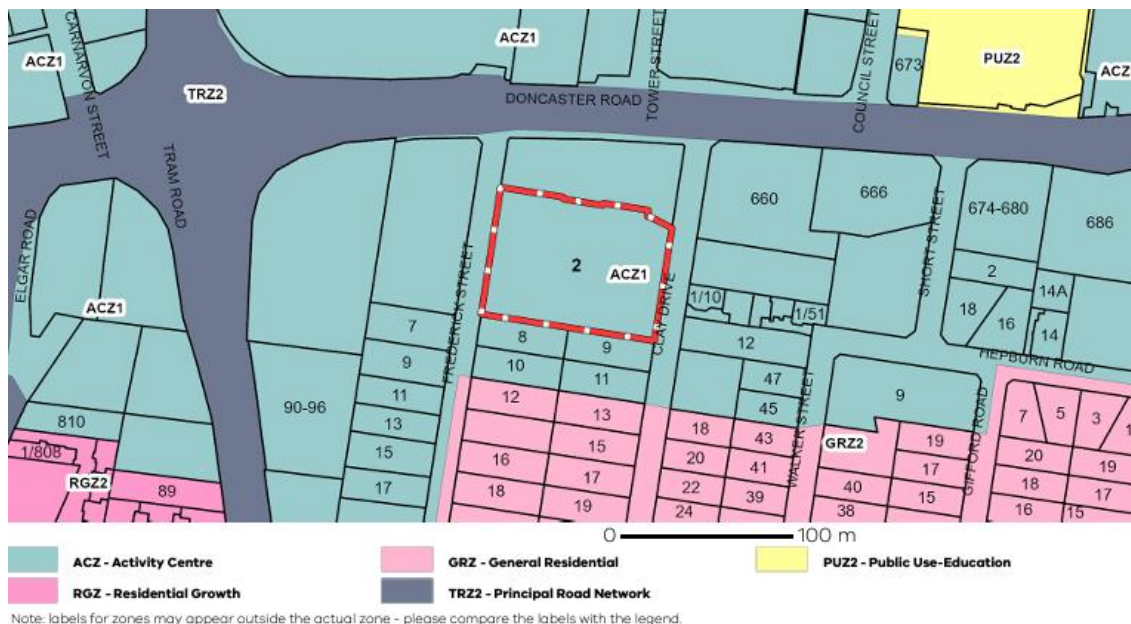 CARNARVON STREET
ACZ1
ACZ1
TOWER STREET
COUNCIL STREET
673
PUZ2
ACZ
TRZ2
DONCASTER ROAD
TRAM ROAD
ELGAR ROAD
660
666
SHORT STREET
674-680
686
FREDERICK STREET
2
ACZ1
CLAY DRIVE
2
14A
1/10
1/51
18
16
14
ACZ1
7
8
9
12
HEPBURN ROAD
9
10
11
47
9
11
12
13
45
WALKER STREET
GIFFORD ROAD
90-96
13
18
43
GRZ2
19
7
5
3
1
810
15
15
20
41
17
20
19
1/808
16
17
22
39
40
15
18
17
RGZ2
89
17
18
19
24
38
16
15
0
100 m
ACZ - Activity Centre
GRZ - General Residential
PUZ2 - Public Use-Education
RGZ - Residential Growth
TRZ2 - Principal Road Network
Note: labels for zones may appear outside the actual zone - please compare the labels with the legend.